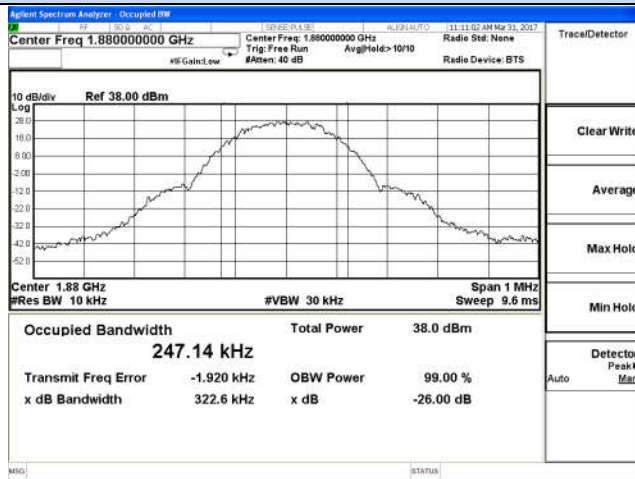 Agilent Spectrum Analyzer - Occupied BW
RF 50 Ω AC SENSE:PULSE ALIGN AUTO 11:11:02 AM Mar 31, 2017
Center Freq 1.880000000 GHz
Center Freq: 1.880000000 GHz
Radio Std: None
Trig: Free Run Avg|Hold:> 10/10
#IFGain:Low #Atten: 40 dB Radio Device: BTS
Trace/Detector
10 dB/div Ref 38.00 dBm
Log
28.0
18.0
8.00
-2.00
-12.0
-22.0
-32.0
-42.0
-52.0
Center 1.88 GHz Span 1 MHz
#Res BW 10 kHz #VBW 30 kHz Sweep 9.6 ms
Occupied Bandwidth Total Power 38.0 dBm
247.14 kHz
Transmit Freq Error -1.920 kHz OBW Power 99.00 %
x dB Bandwidth 322.6 kHz x dB -26.00 dB
Clear Write
Average
Max Hold
Min Hold
Detector
Peak
Auto Man
MSG STATUS